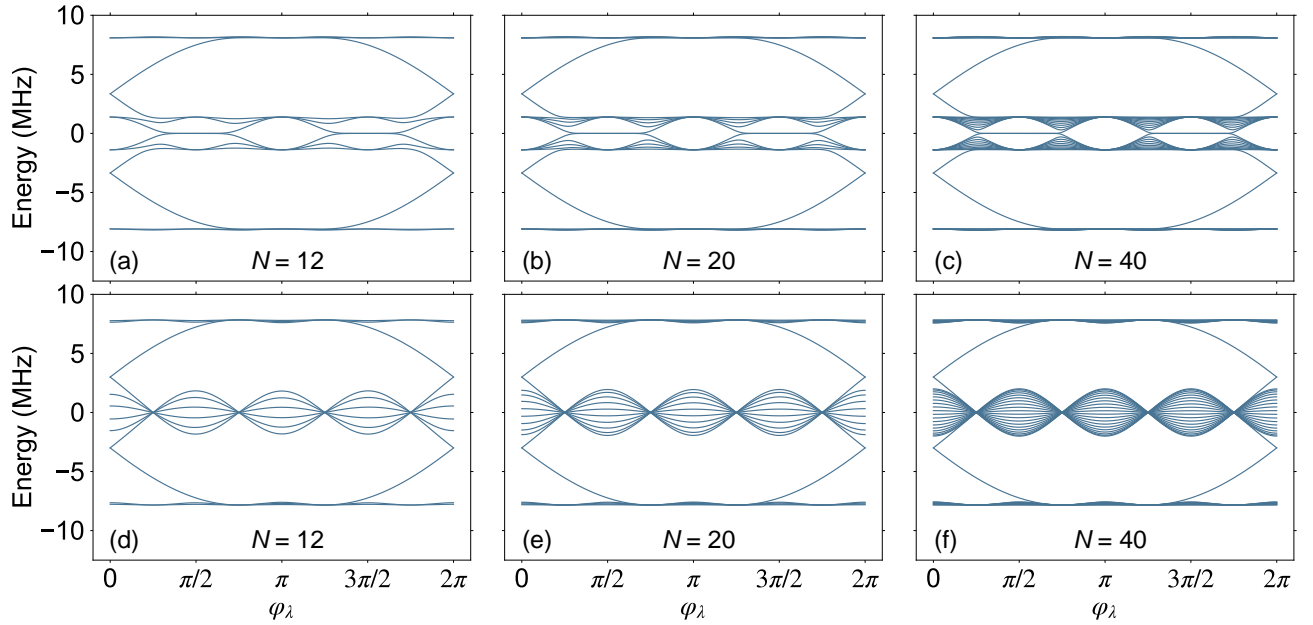 10
5
0
−5
−10
Energy (MHz)
(a)
N = 12
(b)
N = 20
(c)
N = 40
10
5
0
−5
−10
Energy (MHz)
(d)
N = 12
(e)
N = 20
(f)
N = 40
0 π/2 π 3π/2 2π
0 π/2 π 3π/2 2π
0 π/2 π 3π/2 2π
φλ
φλ
φλ